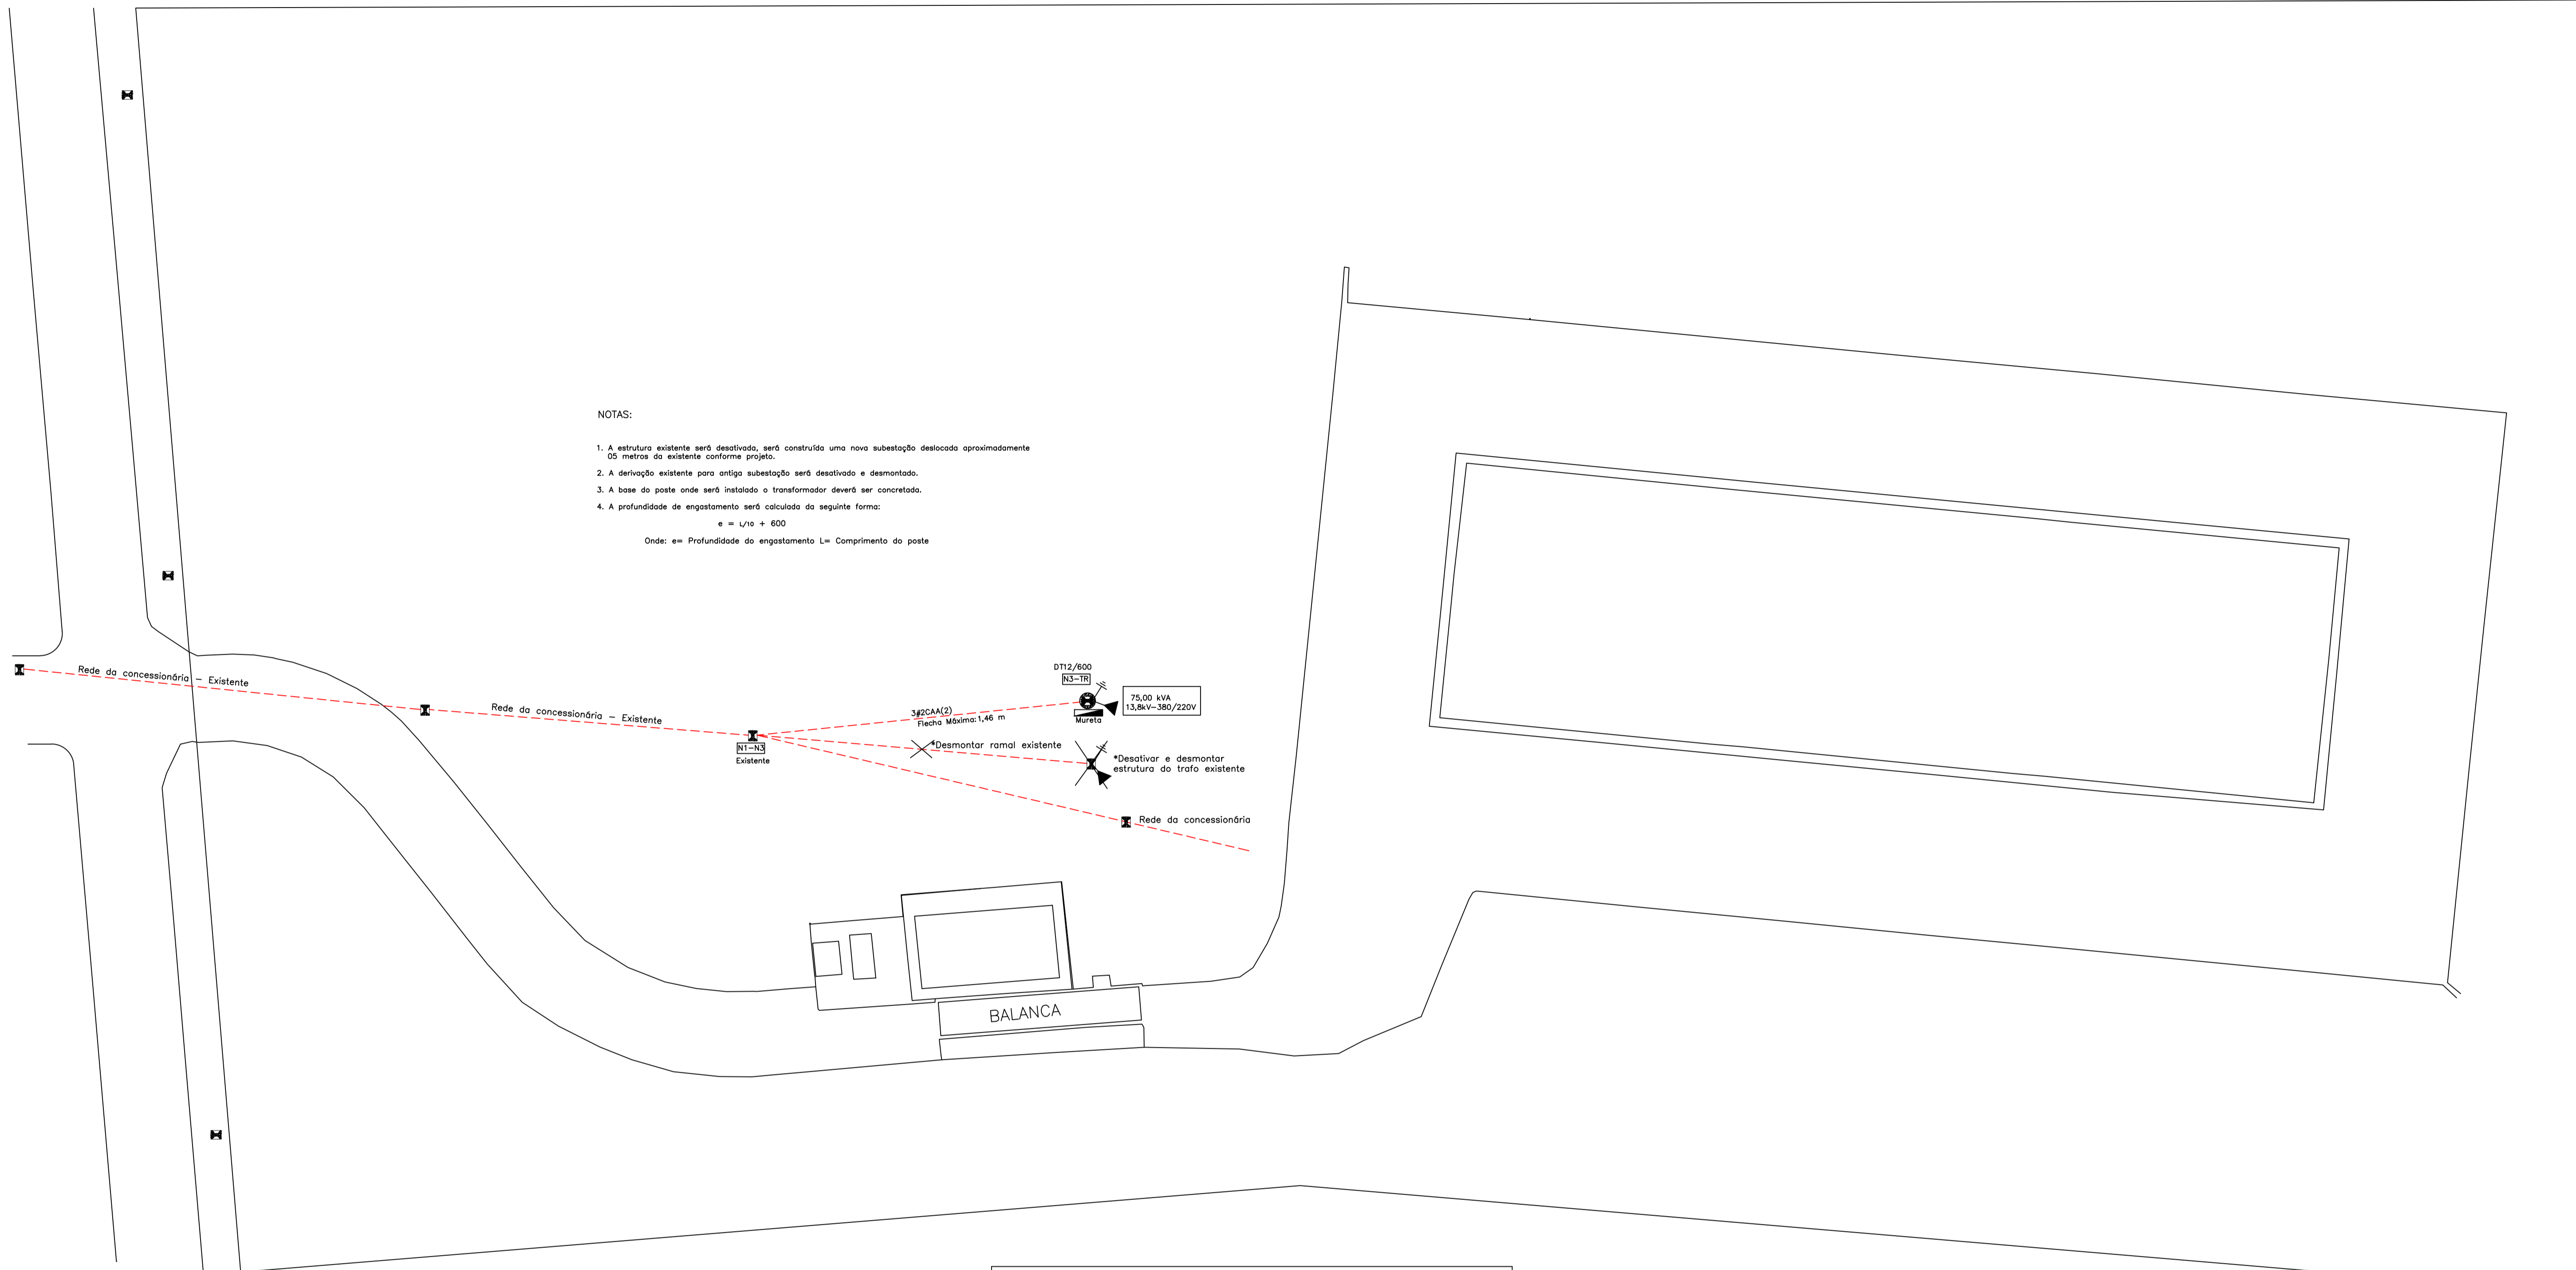 NOTAS:
1. A estrutura existente será desativada, será construída uma nova subestação deslocada aproximadamente
05 metros da existente conforme projeto.
2. A derivação existente para antiga subestação será desativado e desmontado.
3. A base do poste onde será instalado o transformador deverá ser concretada.
4. A profundidade de engastamento será calculada da seguinte forma:
e = L/10 + 600
Onde: e= Profundidade do engastamento L= Comprimento do poste
Rede da concessionária - Existente
Rede da concessionária - Existente
N1-N3
Existente
DT12/600
N3-TR
75,00 kVA
13,8kV-380/220V
Mureta
3#2CAA(2)
Flecha Máxima:1,46 m
*Desmontar ramal existente
*Desativar e desmontar
estrutura do trafo existente
Rede da concessionária
BALANCA